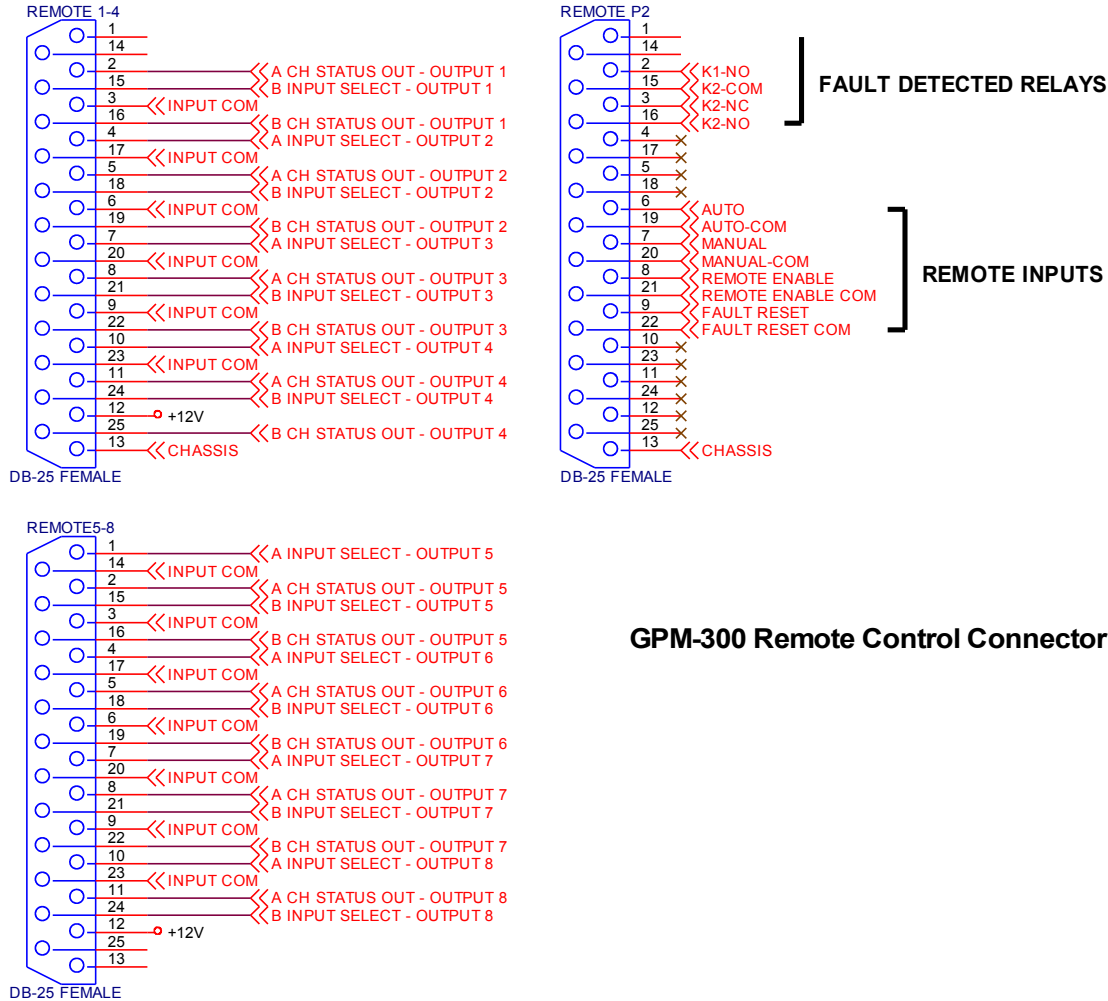 REMOTE 1-4
1
14
2 A CH STATUS OUT - OUTPUT 1
15 B INPUT SELECT - OUTPUT 1
3 INPUT COM
16 B CH STATUS OUT - OUTPUT 1
4 A INPUT SELECT - OUTPUT 2
17 INPUT COM
5 A CH STATUS OUT - OUTPUT 2
18 B INPUT SELECT - OUTPUT 2
6 INPUT COM
19 B CH STATUS OUT - OUTPUT 2
7 A INPUT SELECT - OUTPUT 3
20 INPUT COM
8 A CH STATUS OUT - OUTPUT 3
21 B INPUT SELECT - OUTPUT 3
9 INPUT COM
22 B CH STATUS OUT - OUTPUT 3
10 A INPUT SELECT - OUTPUT 4
23 INPUT COM
11 A CH STATUS OUT - OUTPUT 4
24 B INPUT SELECT - OUTPUT 4
12 +12V
25 B CH STATUS OUT - OUTPUT 4
13 CHASSIS
DB-25 FEMALE
REMOTE P2
1
14
2 K1-NO
15 K2-COM
3 K2-NC
16 K2-NO
FAULT DETECTED RELAYS
4
17
5
18
6 AUTO
19 AUTO-COM
7 MANUAL
20 MANUAL-COM
8 REMOTE ENABLE
21 REMOTE ENABLE COM
9 FAULT RESET
22 FAULT RESET COM
REMOTE INPUTS
10
23
11
24
12
25
13 CHASSIS
DB-25 FEMALE
REMOTE5-8
1 A INPUT SELECT - OUTPUT 5
14 INPUT COM
2 A CH STATUS OUT - OUTPUT 5
15 B INPUT SELECT - OUTPUT 5
3 INPUT COM
16 B CH STATUS OUT - OUTPUT 5
4 A INPUT SELECT - OUTPUT 6
17 INPUT COM
5 A CH STATUS OUT - OUTPUT 6
18 B INPUT SELECT - OUTPUT 6
6 INPUT COM
19 B CH STATUS OUT - OUTPUT 6
7 A INPUT SELECT - OUTPUT 7
20 INPUT COM
8 A CH STATUS OUT - OUTPUT 7
21 B INPUT SELECT - OUTPUT 7
9 INPUT COM
22 B CH STATUS OUT - OUTPUT 7
10 A INPUT SELECT - OUTPUT 8
23 INPUT COM
11 A CH STATUS OUT - OUTPUT 8
24 B INPUT SELECT - OUTPUT 8
12 +12V
25
13
DB-25 FEMALE
GPM-300 Remote Control Connector